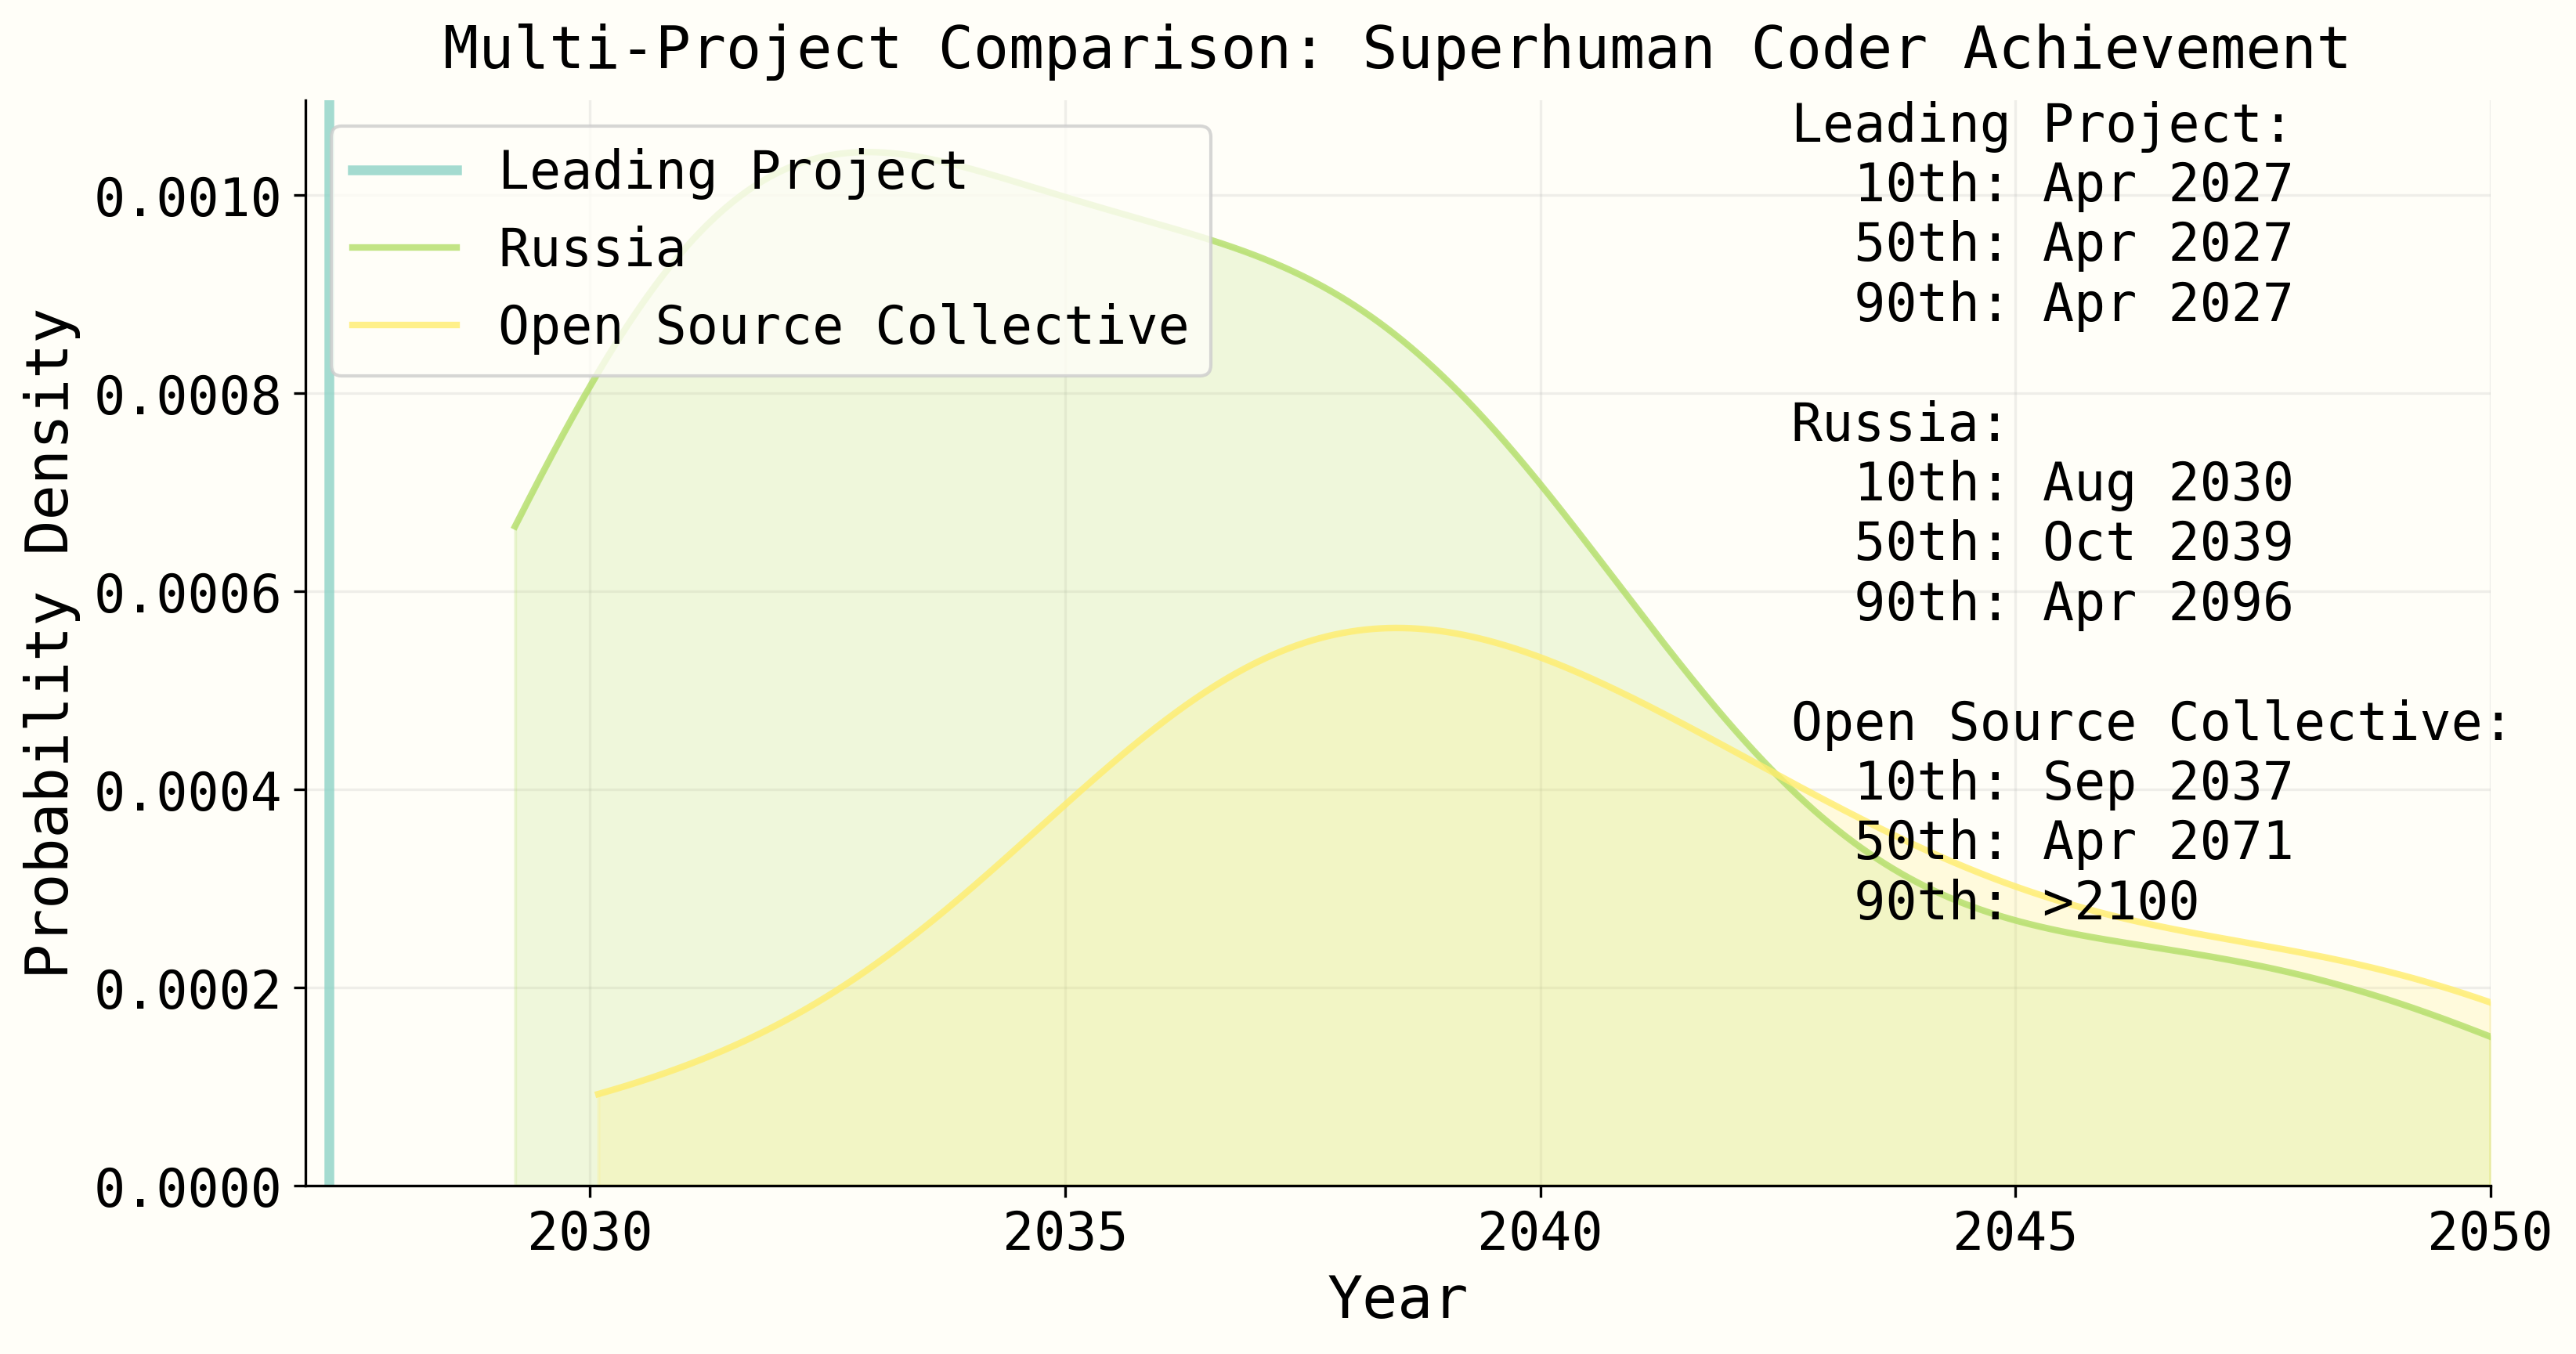 Multi-Project Comparison: Superhuman Coder Achievement
Leading Project
Russia
Open Source Collective
Leading Project:
10th: Apr 2027
50th: Apr 2027
90th: Apr 2027
Russia:
10th: Aug 2030
50th: Oct 2039
90th: Apr 2096
Open Source Collective:
10th: Sep 2037
50th: Apr 2071
90th: >2100
Probability Density
0.0010
0.0008
0.0006
0.0004
0.0002
0.0000
2030 2035 2040 2045 2050
Year